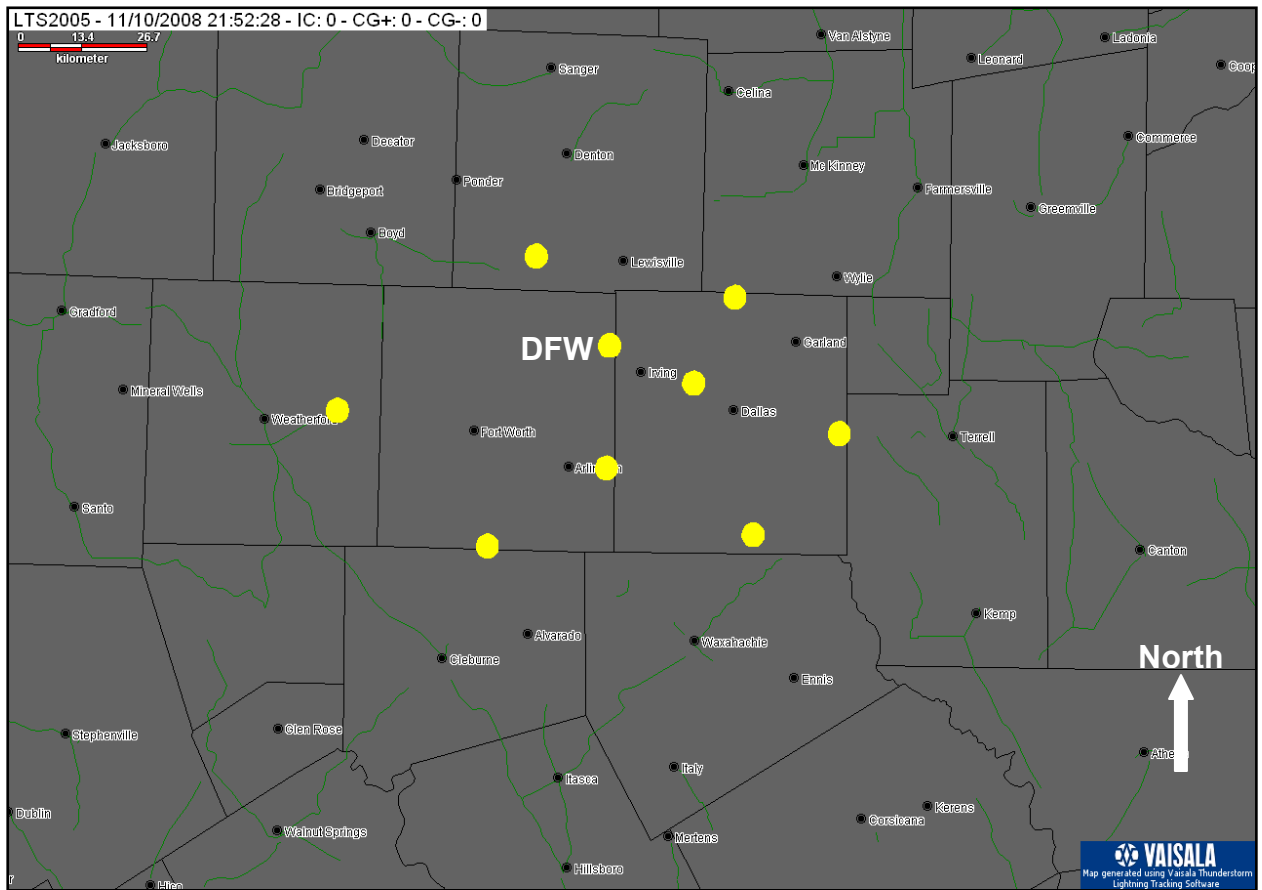 LTS2005 - 11/10/2008 21:52:28 - IC: 0 - CG+: 0 - CG-: 0
0 13.4 26.7
kilometer
Van Alstyne
Ladonia
Leonard
Sanger
Celina
Jacksboro
Decator
Denton
Commerce
Mc Kinney
Ponder
Bridgeport
Farmersville
Greenville
Boyd
Lewisville
Wylie
Gradford
DFW
Garland
Irving
Mineral Wells
Weatherfor
Dallas
Fort Worth
Terrell
Arlin n
Santo
Canton
Kemp
Alvarado
Waxahachie
North
Cleburne
Ennis
Glen Rose
Stephenville
Athe
Italy
Itasca
Dublin
Kerens
Corsicana
Walnut Springs
Mertens
Hillsboro
VAISALA
Map generated using Vaisala Thunderstorm
Lightning Tracking Software